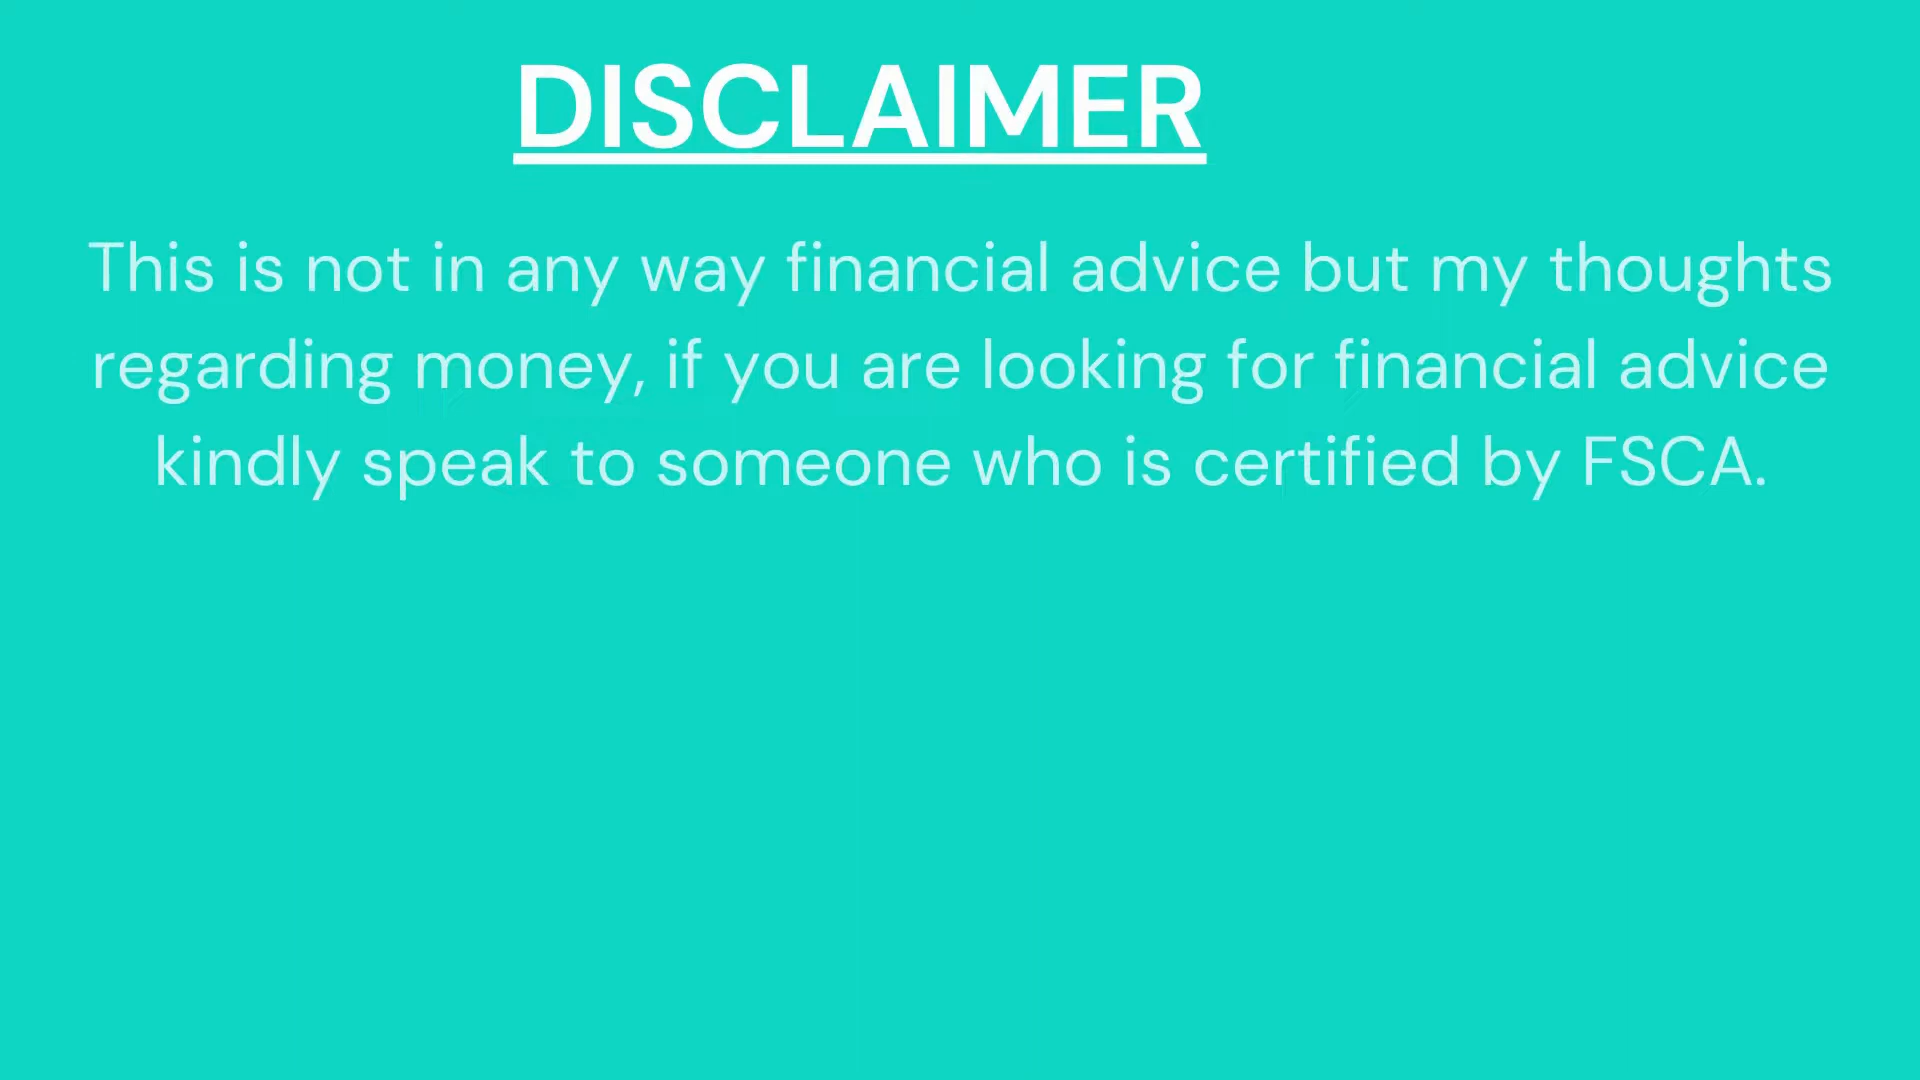 DISCLAIMER
This is not in any way financial advice but my thoughts
regarding money, if you are looking for financial advice
kindly speak to someone who is certified by FSCA.